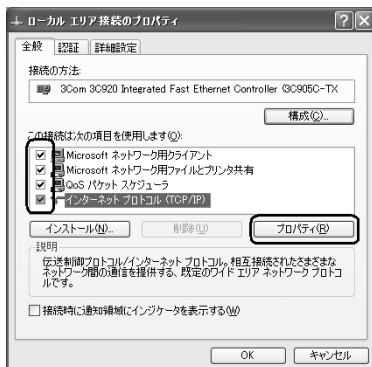 ローカル エリア接続のプロパティ
全般 認証 詳細設定
接続の方法:
3Com 3C920 Integrated Fast Ethernet Controller (3C905C-TX
構成(C)...
この接続は次の項目を使用します(O):
Microsoft ネットワーク用クライアント
Microsoft ネットワーク用ファイルとプリンタ共有
QoS パケット スケジューラ
インターネット プロトコル (TCP/IP)
インストール(N)... 削除(U) プロパティ(R)
説明
伝送制御プロトコル/インターネット プロトコル。相互接続されたさまざまな
ネットワーク間の通信を提供する、既定のワイド エリア ネットワーク プロトコ
ルです。
接続時に通知領域にインジケータを表示する(W)
OK キャンセル